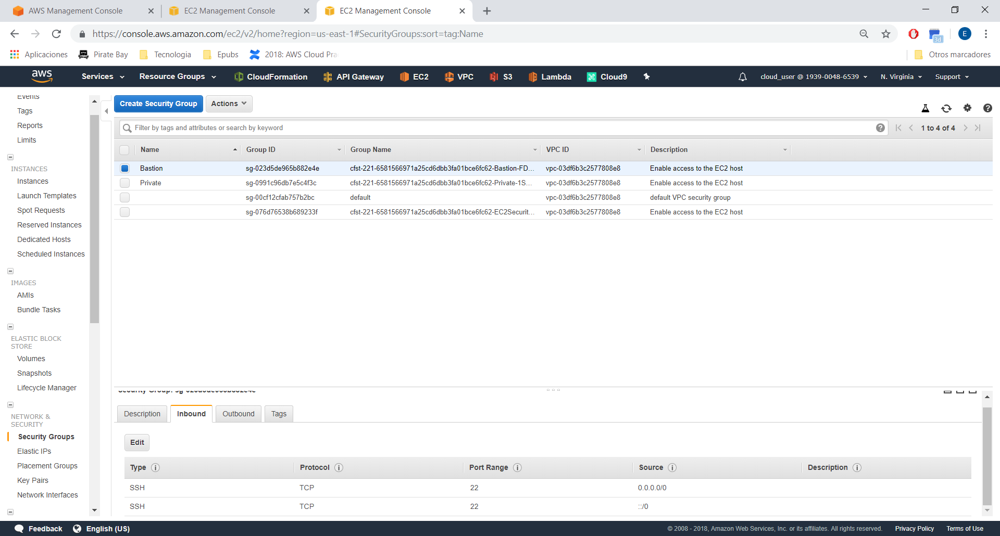 AWS Management Console
EC2 Management Console
EC2 Management Console
https://console.aws.amazon.com/ec2/v2/home?region=us-east-1#SecurityGroups:sort=tag:Name
3d
E
Aplicaciones
Pirate Bay
Tecnologia
Epubs
2018: AWS Cloud Pra
Otros marcadores
aws
Services
Resource Groups
CloudFormation
API Gateway
EC2
VPC
S3
Lambda
Cloud9
cloud_user @ 1939-0048-6539
N. Virginia
Support
Events
Tags
Reports
Limits
INSTANCES
Instances
Launch Templates
Spot Requests
Reserved Instances
Dedicated Hosts
Scheduled Instances
IMAGES
AMIs
Bundle Tasks
ELASTIC BLOCK
STORE
Volumes
Snapshots
Lifecycle Manager
NETWORK &
SECURITY
Security Groups
Elastic IPs
Placement Groups
Key Pairs
Network Interfaces
Create Security Group
Actions
Filter by tags and attributes or search by keyword
1 to 4 of 4
Name Group ID Group Name VPC ID Description
Bastion sg-023d5de965b882e4e cfst-221-6581566971a25cd6dbb3fa01bce6fc62-Bastion-FD... vpc-03df6b3c2577808e8 Enable access to the EC2 host
Private sg-0991c96db7e5c4f3c cfst-221-6581566971a25cd6dbb3fa01bce6fc62-Private-1S... vpc-03df6b3c2577808e8 Enable access to the EC2 host
sg-00cf12cfab757b2bc default vpc-03df6b3c2577808e8 default VPC security group
sg-076d76538b689233f cfst-221-6581566971a25cd6dbb3fa01bce6fc62-EC2Securit... vpc-03df6b3c2577808e8 Enable access to the EC2 host
Security Group: sg-023d5de965b882e4e
Description
Inbound
Outbound
Tags
Edit
Type Protocol Port Range Source Description
SSH TCP 22 0.0.0.0/0
SSH TCP 22 ::/0
Feedback
English (US)
© 2008 - 2018, Amazon Web Services, Inc. or its affiliates. All rights reserved.
Privacy Policy
Terms of Use